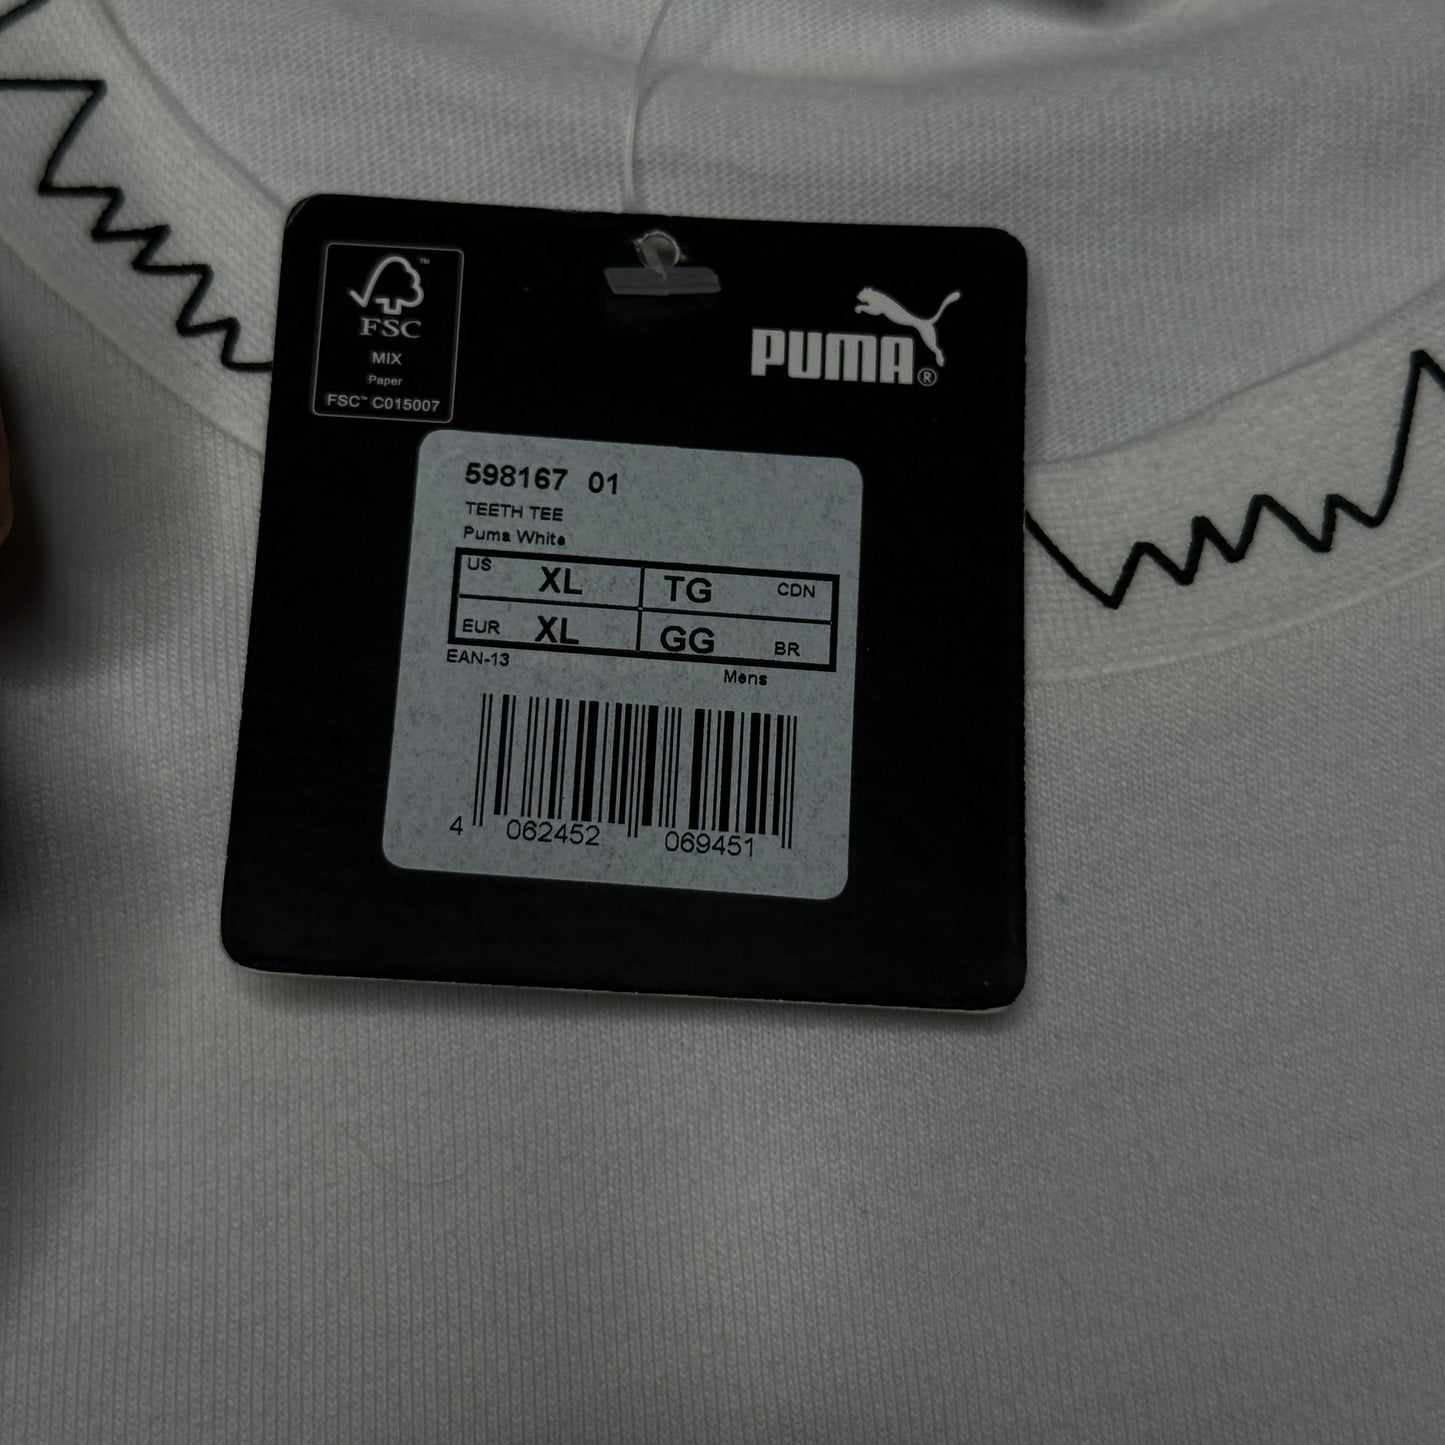 FSC™
MIX
Paper
FSC™ C015007
PUMA®
598167 01
TEETH TEE
Puma White
US XL TG CDN
EUR XL GG BR
EAN-13
Mens
4 062452 069451